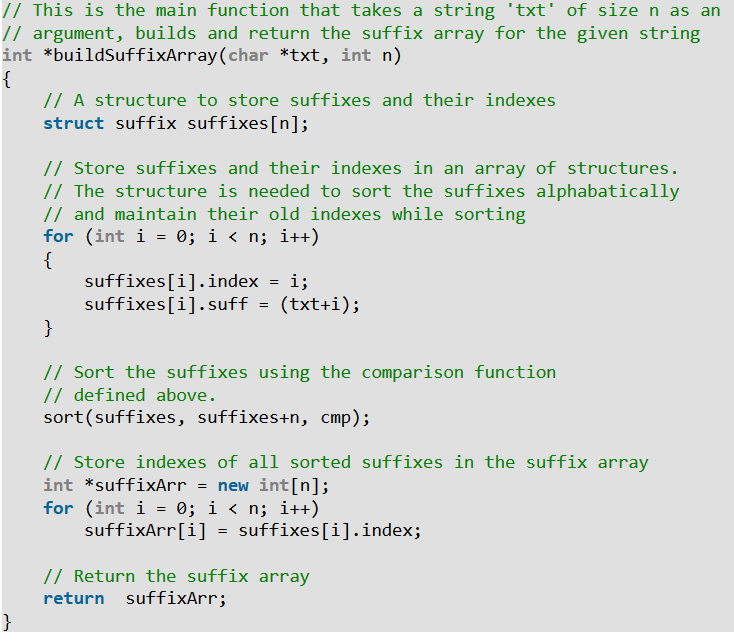 // This is the main function that takes a string 'txt' of size n as an
// argument, builds and return the suffix array for the given string
int *buildSuffixArray(char *txt, int n)
{
    // A structure to store suffixes and their indexes
    struct suffix suffixes[n];

    // Store suffixes and their indexes in an array of structures.
    // The structure is needed to sort the suffixes alphabatically
    // and maintain their old indexes while sorting
    for (int i = 0; i < n; i++)
    {
        suffixes[i].index = i;
        suffixes[i].suff = (txt+i);
    }

    // Sort the suffixes using the comparison function
    // defined above.
    sort(suffixes, suffixes+n, cmp);

    // Store indexes of all sorted suffixes in the suffix array
    int *suffixArr = new int[n];
    for (int i = 0; i < n; i++)
        suffixArr[i] = suffixes[i].index;

    // Return the suffix array
    return  suffixArr;
}